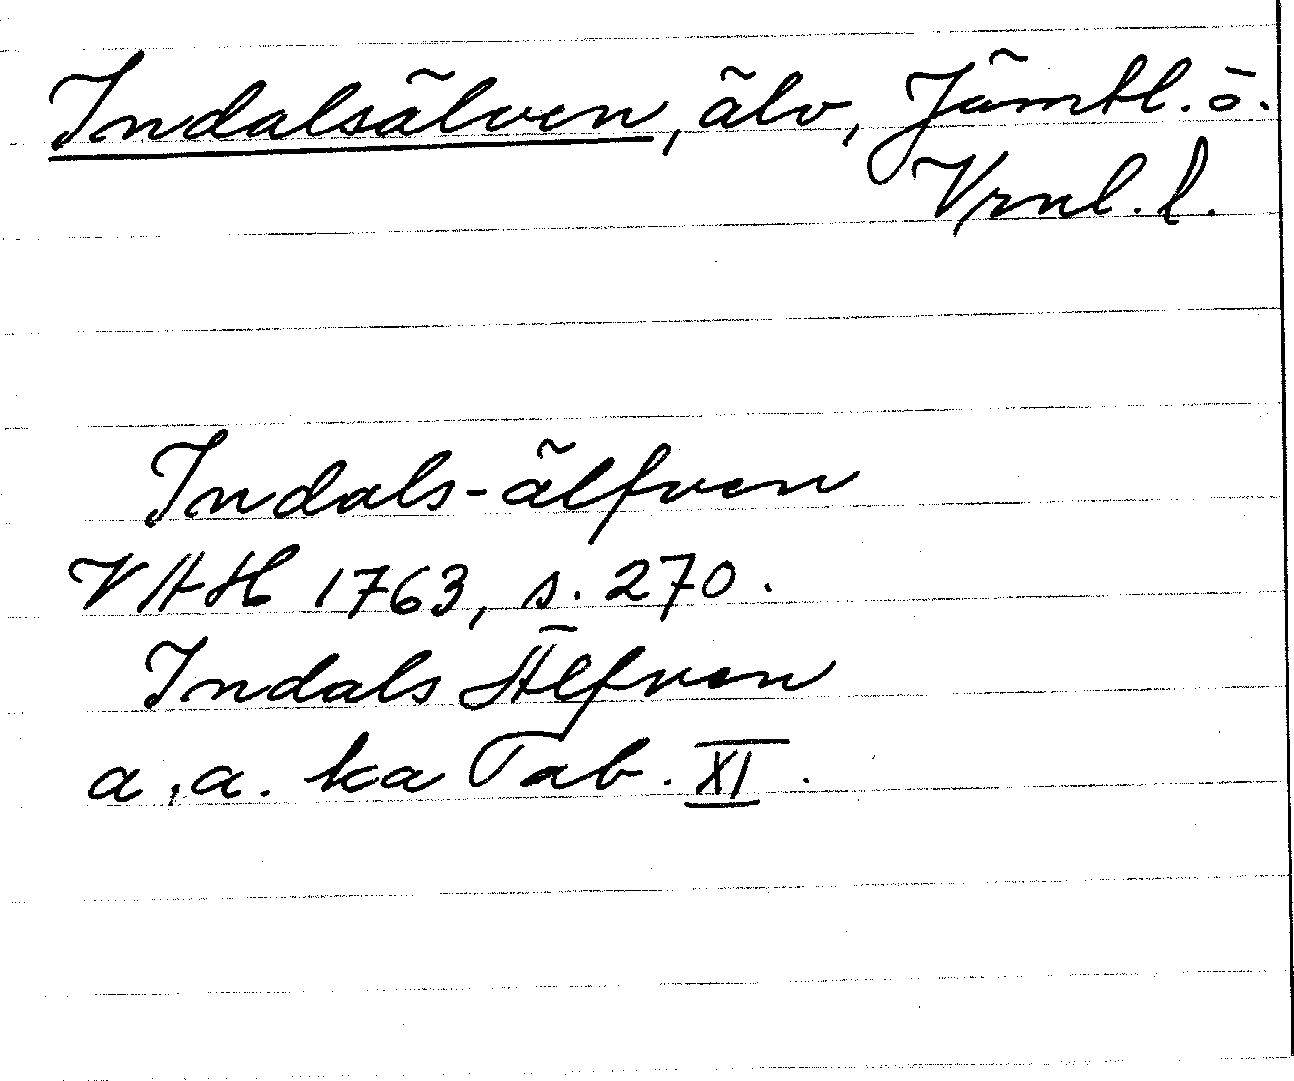 Indalsälven, älv, Jämtl. o.
Vrnl. l.
Indals-älfven
VAH 1763, s. 270.
Indals Älfven
a.a. ka Tab. XI.